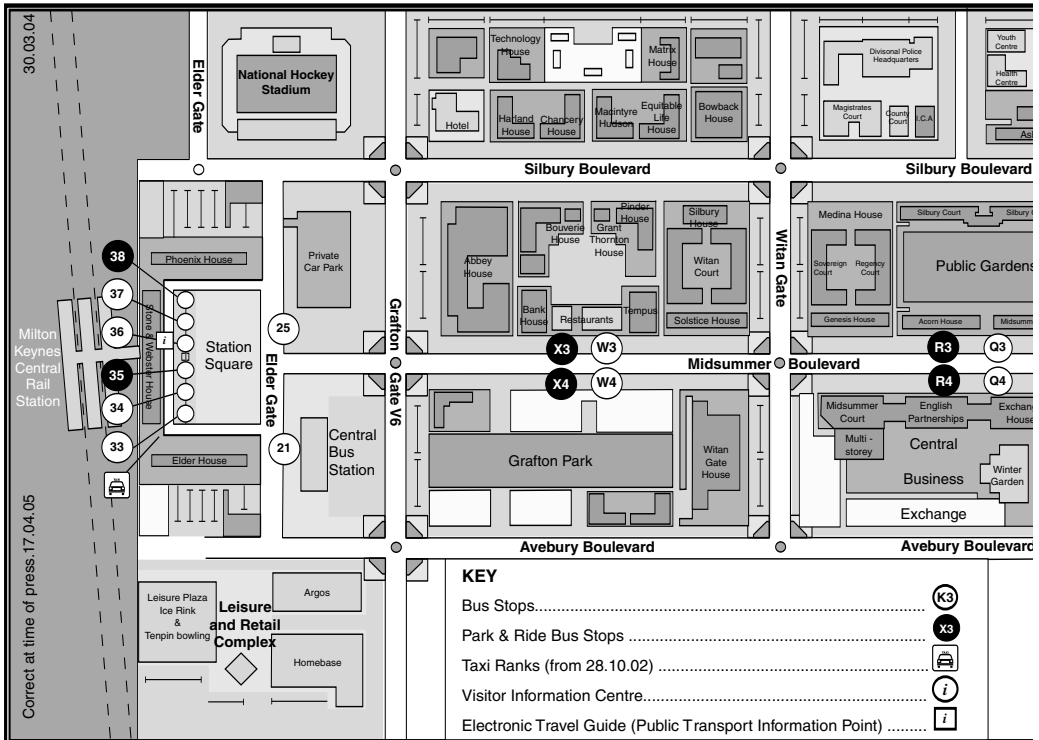 30.03.04
Correct at time of press.17.04.05
Elder Gate
National Hockey
Stadium
Technology
House
Matrix
House
Hotel
Harland
House
Chancery
House
Macintyre
Hudson
Equitable
Life
House
Bowback
House
Divisonal Police
Headquarters
Magistrates
Court
County
Court
I.C.A
Youth
Centre
Health
Centre
Silbury Boulevard
Silbury Boulevard
Phoenix House
Private
Car Park
Grafton
Gate V6
Abbey
House
Bouverie
House
Pinder
House
Grant
Thornton
House
Silbury
House
Witan
Court
Bank
House
Restaurants
Tempus
Solstice House
Witan Gate
Medina House
Sovereign
Court
Regency
Court
Genesis House
Silbury Court
Public Gardens
Acorn House
38
37
36
35
34
33
i
Milton
Keynes
Central
Rail
Station
Stone & Webster House
Station
Square
Elder Gate
25
21
X3
W3
X4
W4
Midsummer Boulevard
R3
Q3
R4
Q4
Elder House
TAXI
Central
Bus
Station
Grafton Park
Witan
Gate
House
Midsummer
Court
English
Partnerships
Multi -
storey
Central
Business
Exchange
Winter
Garden
Avebury Boulevard
Avebury Boulevard
Leisure Plaza
Ice Rink
&
Tenpin bowling
Leisure
and Retail
Complex
Argos
Homebase
KEY
Bus Stops K3
Park & Ride Bus Stops X3
Taxi Ranks (from 28.10.02) TAXI
Visitor Information Centre i
Electronic Travel Guide (Public Transport Information Point) i